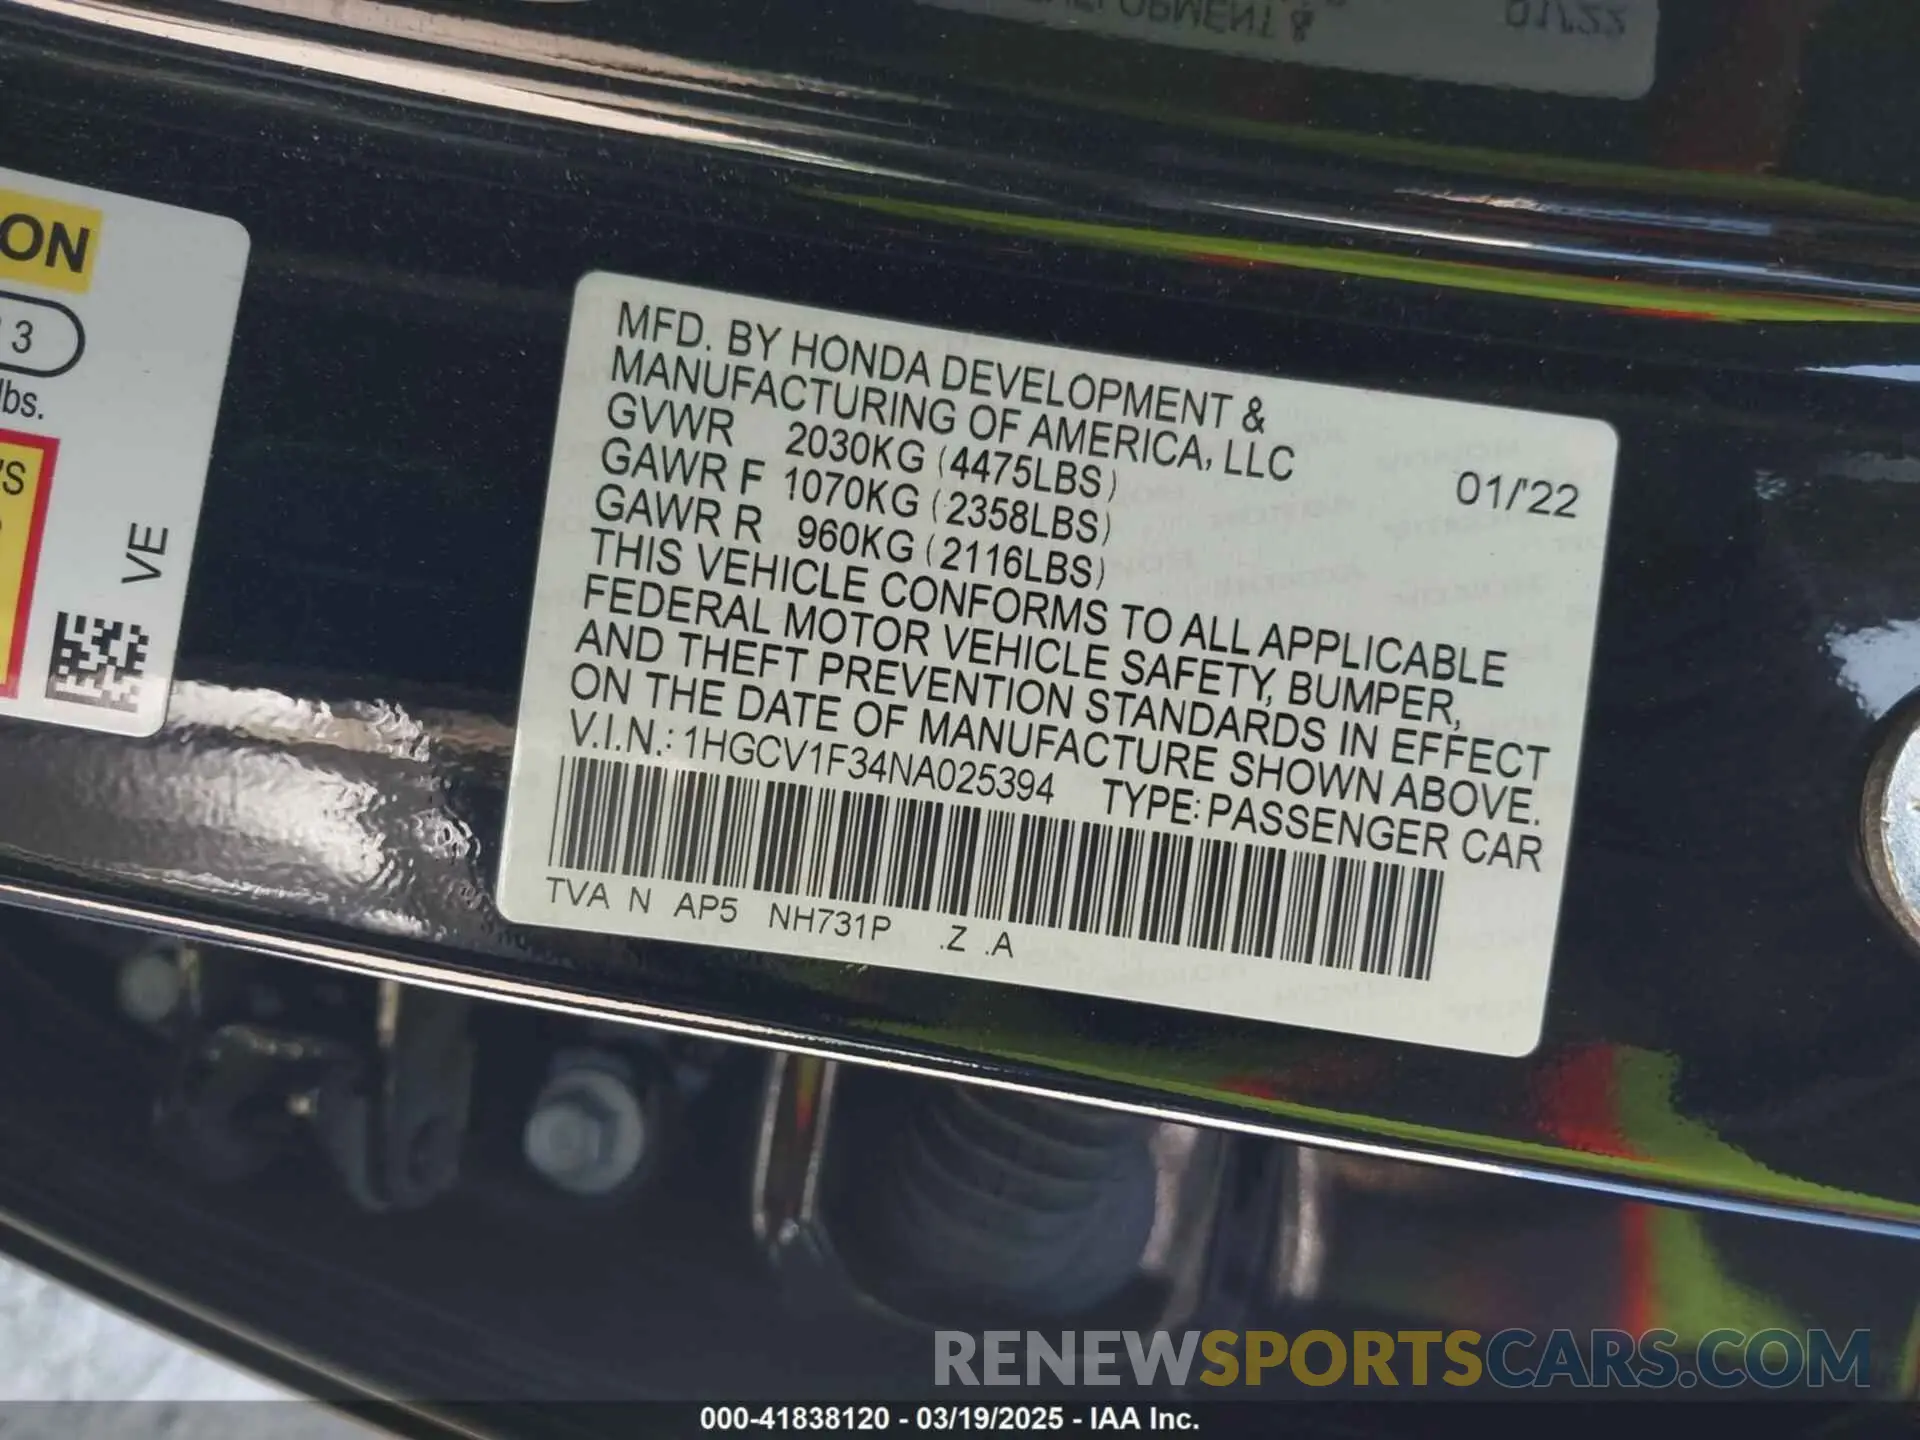 ON
3
lbs.
VE
MFD. BY HONDA DEVELOPMENT &
MANUFACTURING OF AMERICA, LLC
GVWR 2030KG (4475LBS) 01/'22
GAWR F 1070KG (2358LBS)
GAWR R 960KG (2116LBS)
THIS VEHICLE CONFORMS TO ALL APPLICABLE
FEDERAL MOTOR VEHICLE SAFETY, BUMPER,
AND THEFT PREVENTION STANDARDS IN EFFECT
ON THE DATE OF MANUFACTURE SHOWN ABOVE.
V.I.N.: 1HGCV1F34NA025394 TYPE: PASSENGER CAR
TVA N AP5 NH731P .Z .A
RENEWSPORTSCARS.COM
000-41838120 - 03/19/2025 - IAA Inc.